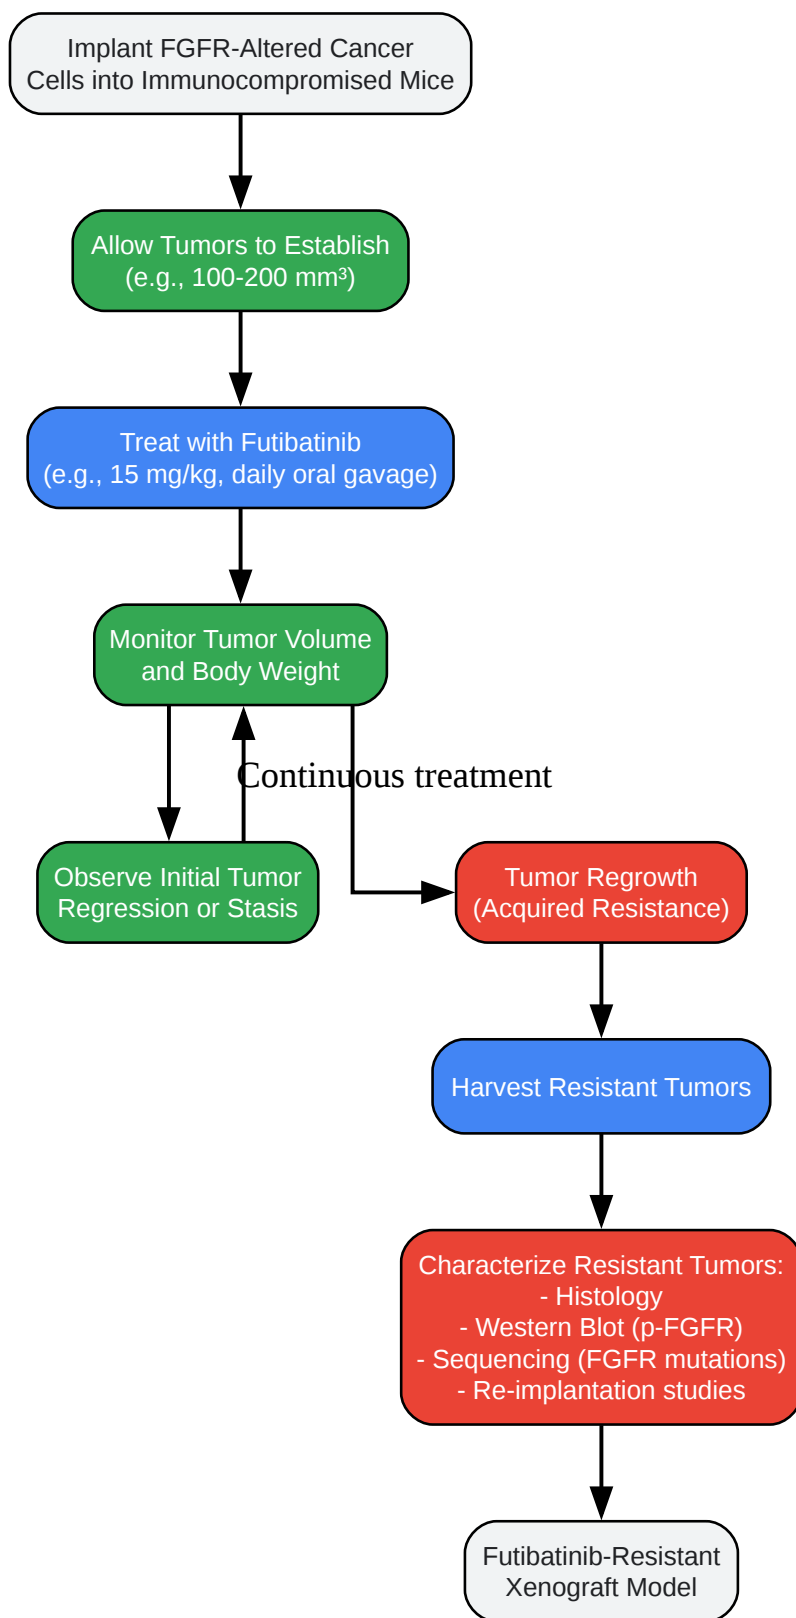 Implant FGFR-Altered Cancer
Cells into Immunocompromised Mice
Allow Tumors to Establish
(e.g., 100-200 mm³)
Treat with Futibatinib
(e.g., 15 mg/kg, daily oral gavage)
Monitor Tumor Volume
and Body Weight
Continuous treatment
Observe Initial Tumor
Regression or Stasis
Tumor Regrowth
(Acquired Resistance)
Harvest Resistant Tumors
Characterize Resistant Tumors:
- Histology
- Western Blot (p-FGFR)
- Sequencing (FGFR mutations)
- Re-implantation studies
Futibatinib-Resistant
Xenograft Model